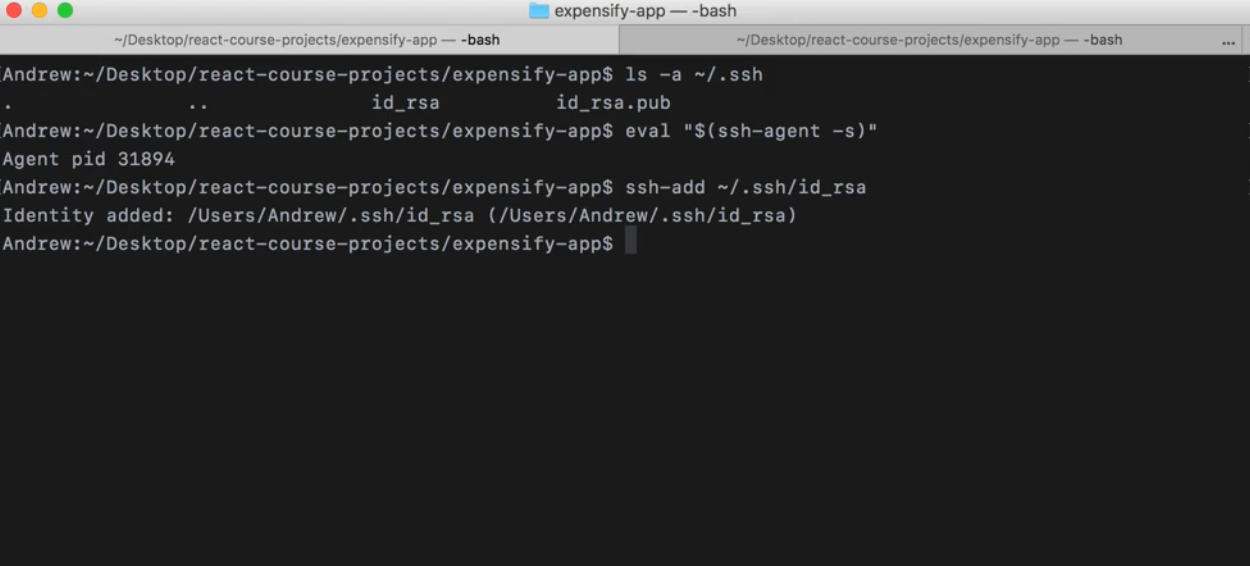 expensify-app — -bash
~/Desktop/react-course-projects/expensify-app — -bash
~/Desktop/react-course-projects/expensify-app — -bash
...
[Andrew:~/Desktop/react-course-projects/expensify-app$ ls -a ~/.ssh
. .. id_rsa id_rsa.pub
[Andrew:~/Desktop/react-course-projects/expensify-app$ eval "$(ssh-agent -s)"
Agent pid 31894
[Andrew:~/Desktop/react-course-projects/expensify-app$ ssh-add ~/.ssh/id_rsa
Identity added: /Users/Andrew/.ssh/id_rsa (/Users/Andrew/.ssh/id_rsa)
Andrew:~/Desktop/react-course-projects/expensify-app$